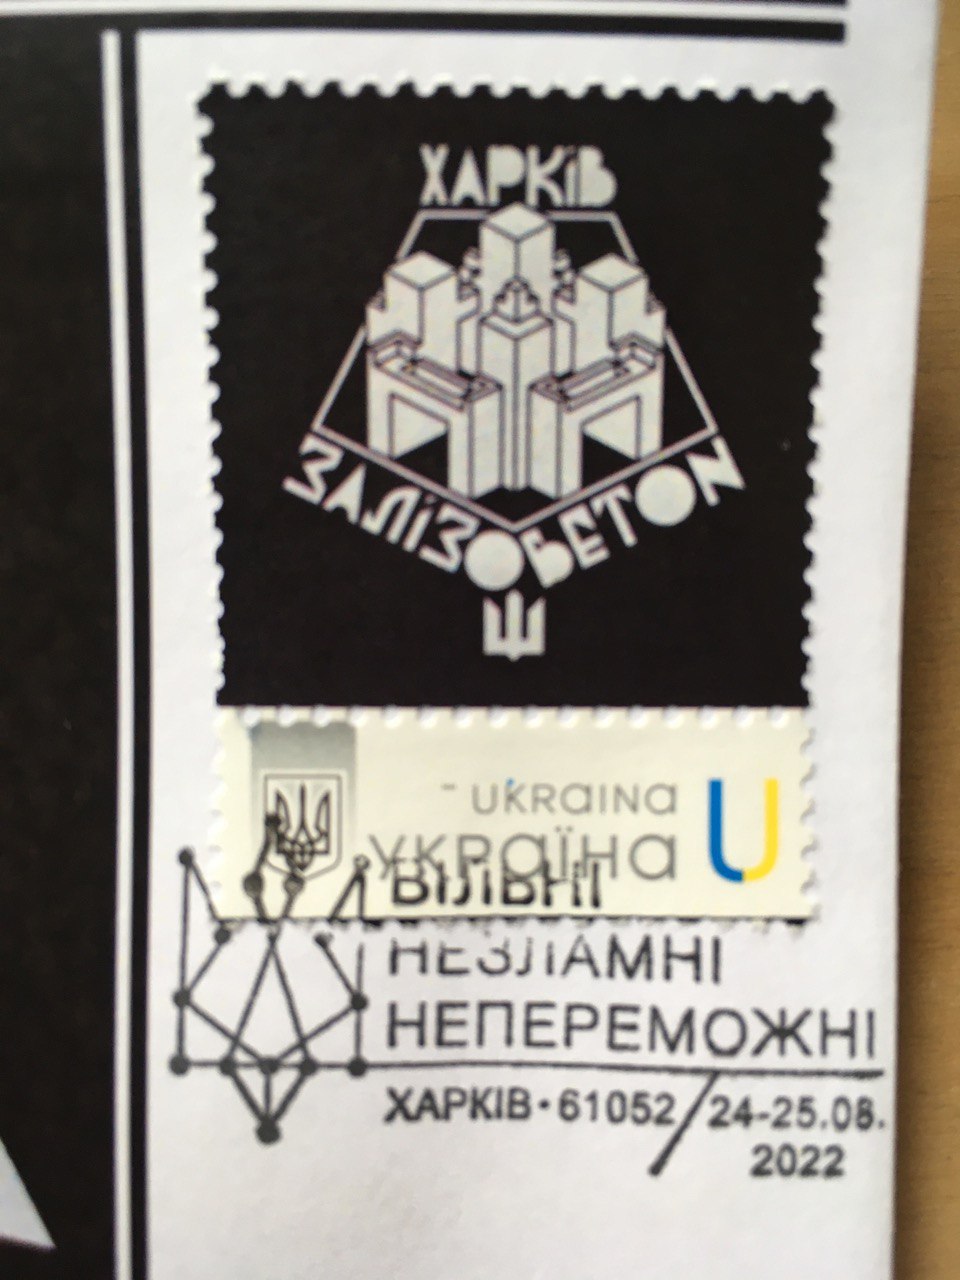 ХАРКІВ
ЗАЛІЗОБЕТОН
UKRAINA
УКРАЇНА
U
ВІЛЬНІ
НЕЗЛАМНІ
НЕПЕРЕМОЖНІ
ХАРКІВ · 61052 / 24-25.08.
2022